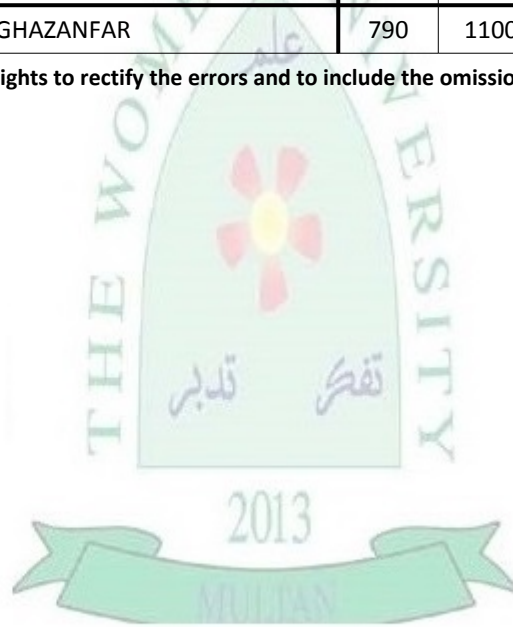 GHAZANFAR 790 1100
ights to rectify the errors and to include the omissio
علم
THE WOMEN UNIVERSITY
تدبر تفکر
2013
MULTAN